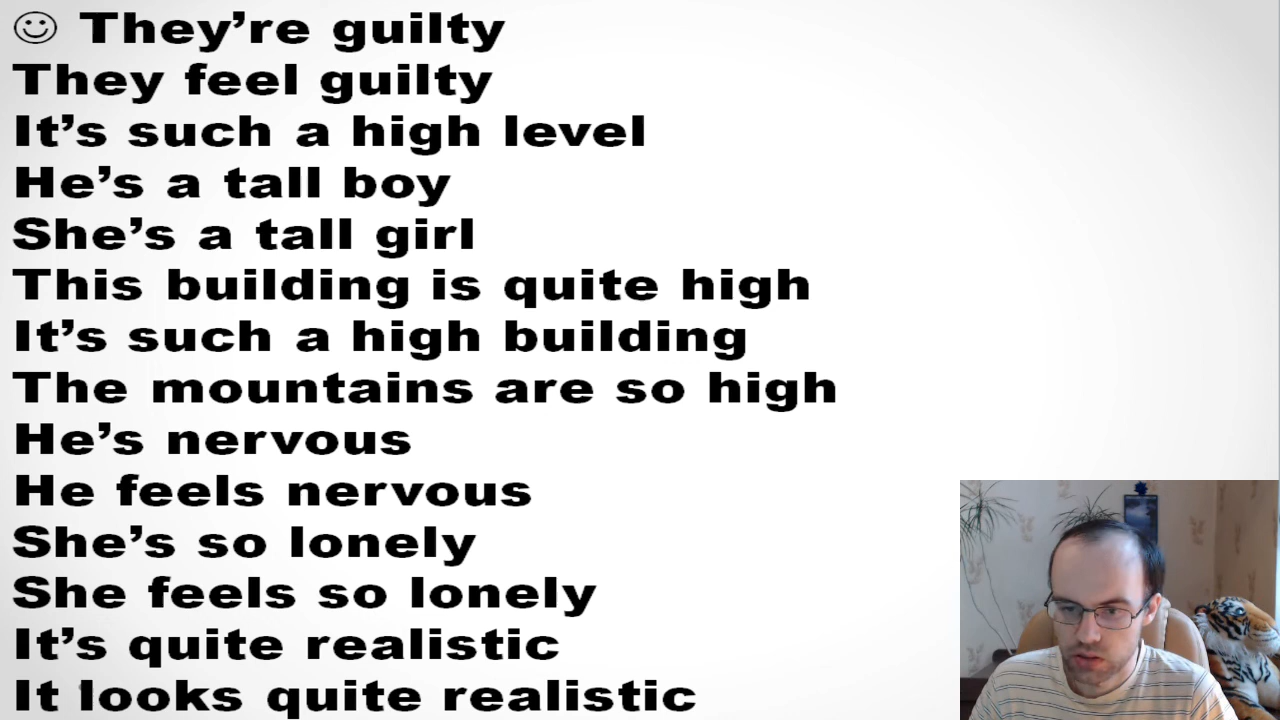 ☺ They’re guilty
They feel guilty
It’s such a high level
He’s a tall boy
She’s a tall girl
This building is quite high
It’s such a high building
The mountains are so high
He’s nervous
He feels nervous
She’s so lonely
She feels so lonely
It’s quite realistic
It looks quite realistic